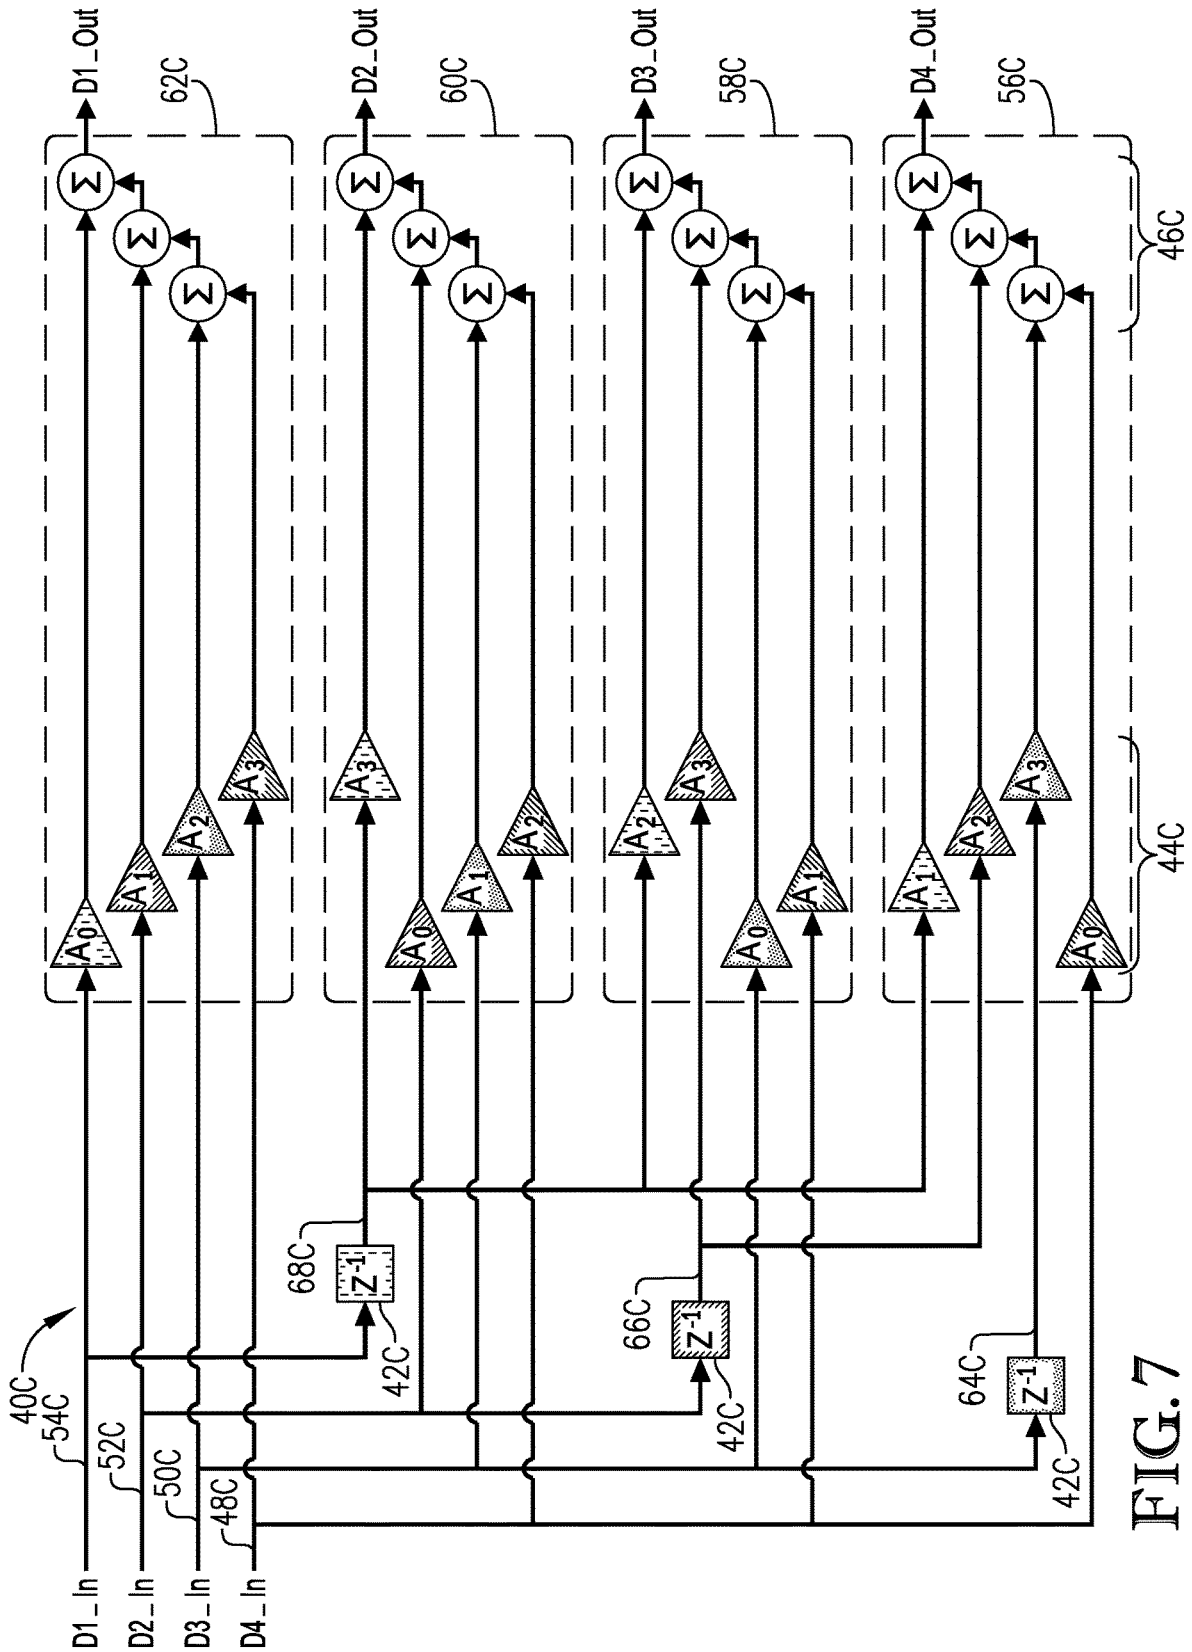 40C
54C
52C
50C
48C
D1_In
D2_In
D3_In
D4_In
A0
A1
A2
A3
Σ
Σ
Σ
D1_Out
62C
68C
Z-1
42C
A3
A0
A1
A2
Σ
Σ
Σ
D2_Out
60C
66C
Z-1
42C
A2
A3
A0
A1
Σ
Σ
Σ
D3_Out
58C
64C
Z-1
42C
A1
A2
A3
A0
Σ
Σ
Σ
D4_Out
56C
44C
46C
FIG. 7